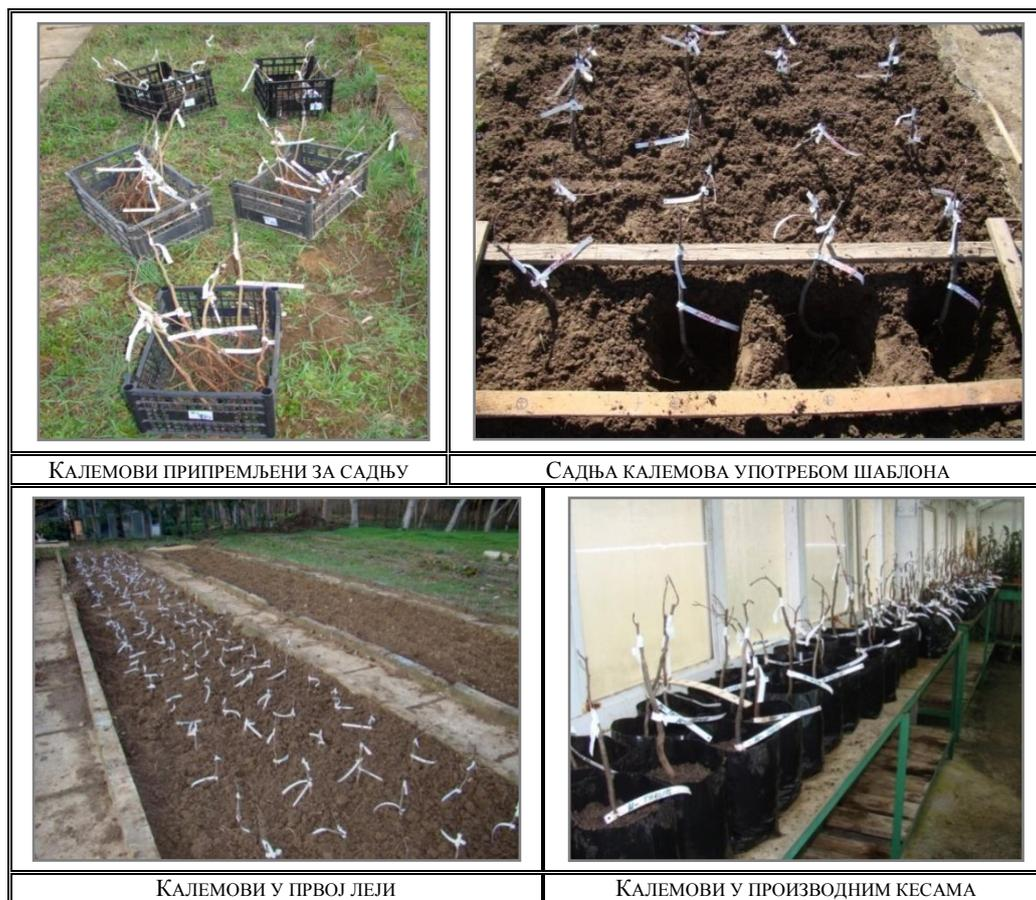 КАЛЕМОВИ ПРИПРЕМЉЕНИ ЗА САДЊУ
САДЊА КАЛЕМОВА УПОТРЕБОМ ШАБЛОНА
КАЛЕМОВИ У ПРВОЈ ЛЕЈИ
КАЛЕМОВИ У ПРОИЗВОДНИМ КЕСАМА